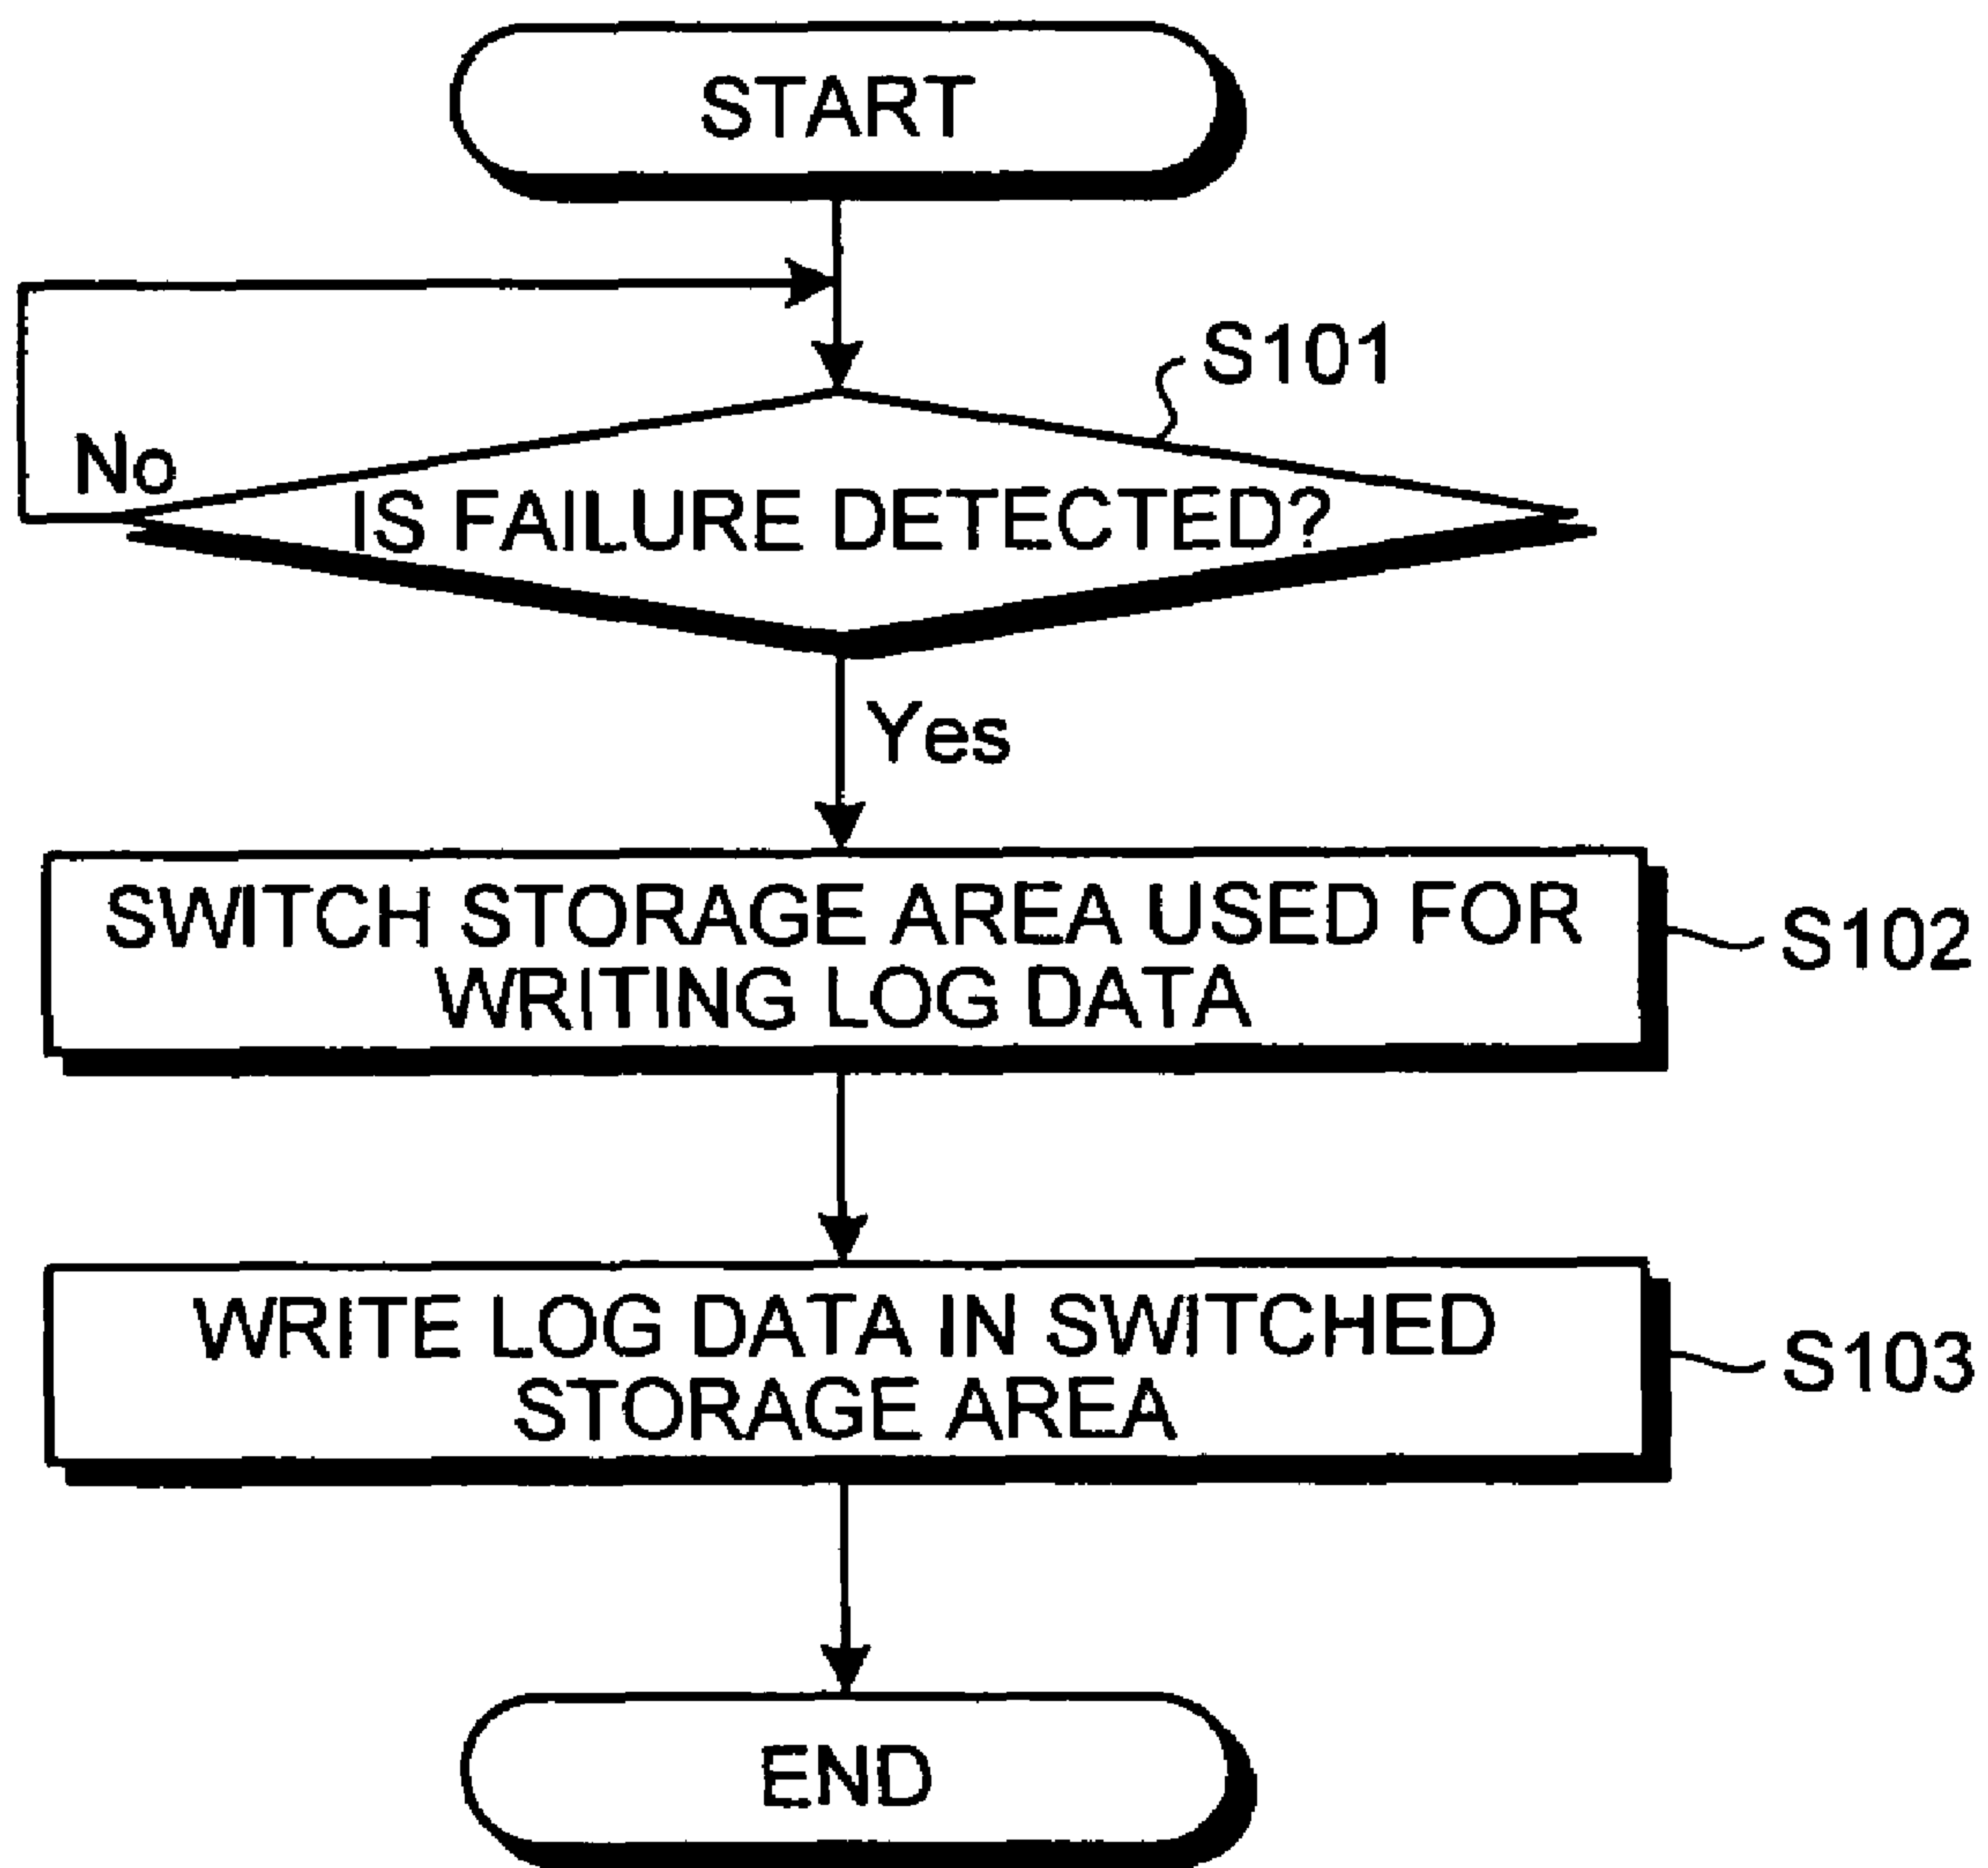 START
S101
No
IS FAILURE DETECTED?
Yes
SWITCH STORAGE AREA USED FOR
WRITING LOG DATA
S102
WRITE LOG DATA IN SWITCHED
STORAGE AREA
S103
END